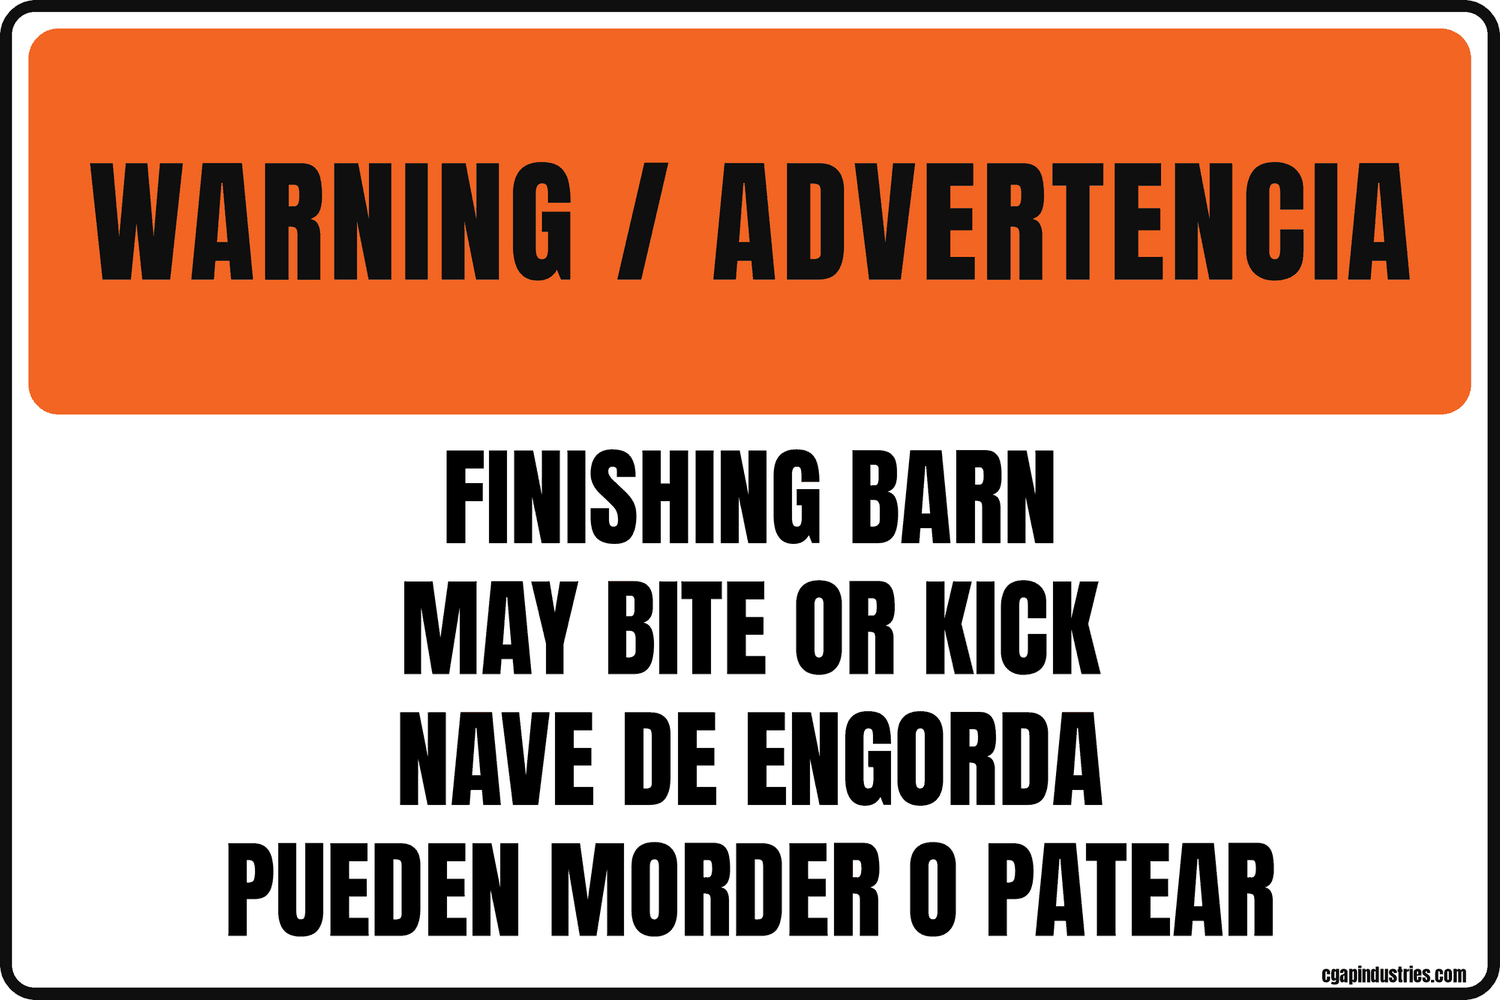 WARNING / ADVERTENCIA
FINISHING BARN
MAY BITE OR KICK
NAVE DE ENGORDA
PUEDEN MORDER O PATEAR
cgapindustries.com